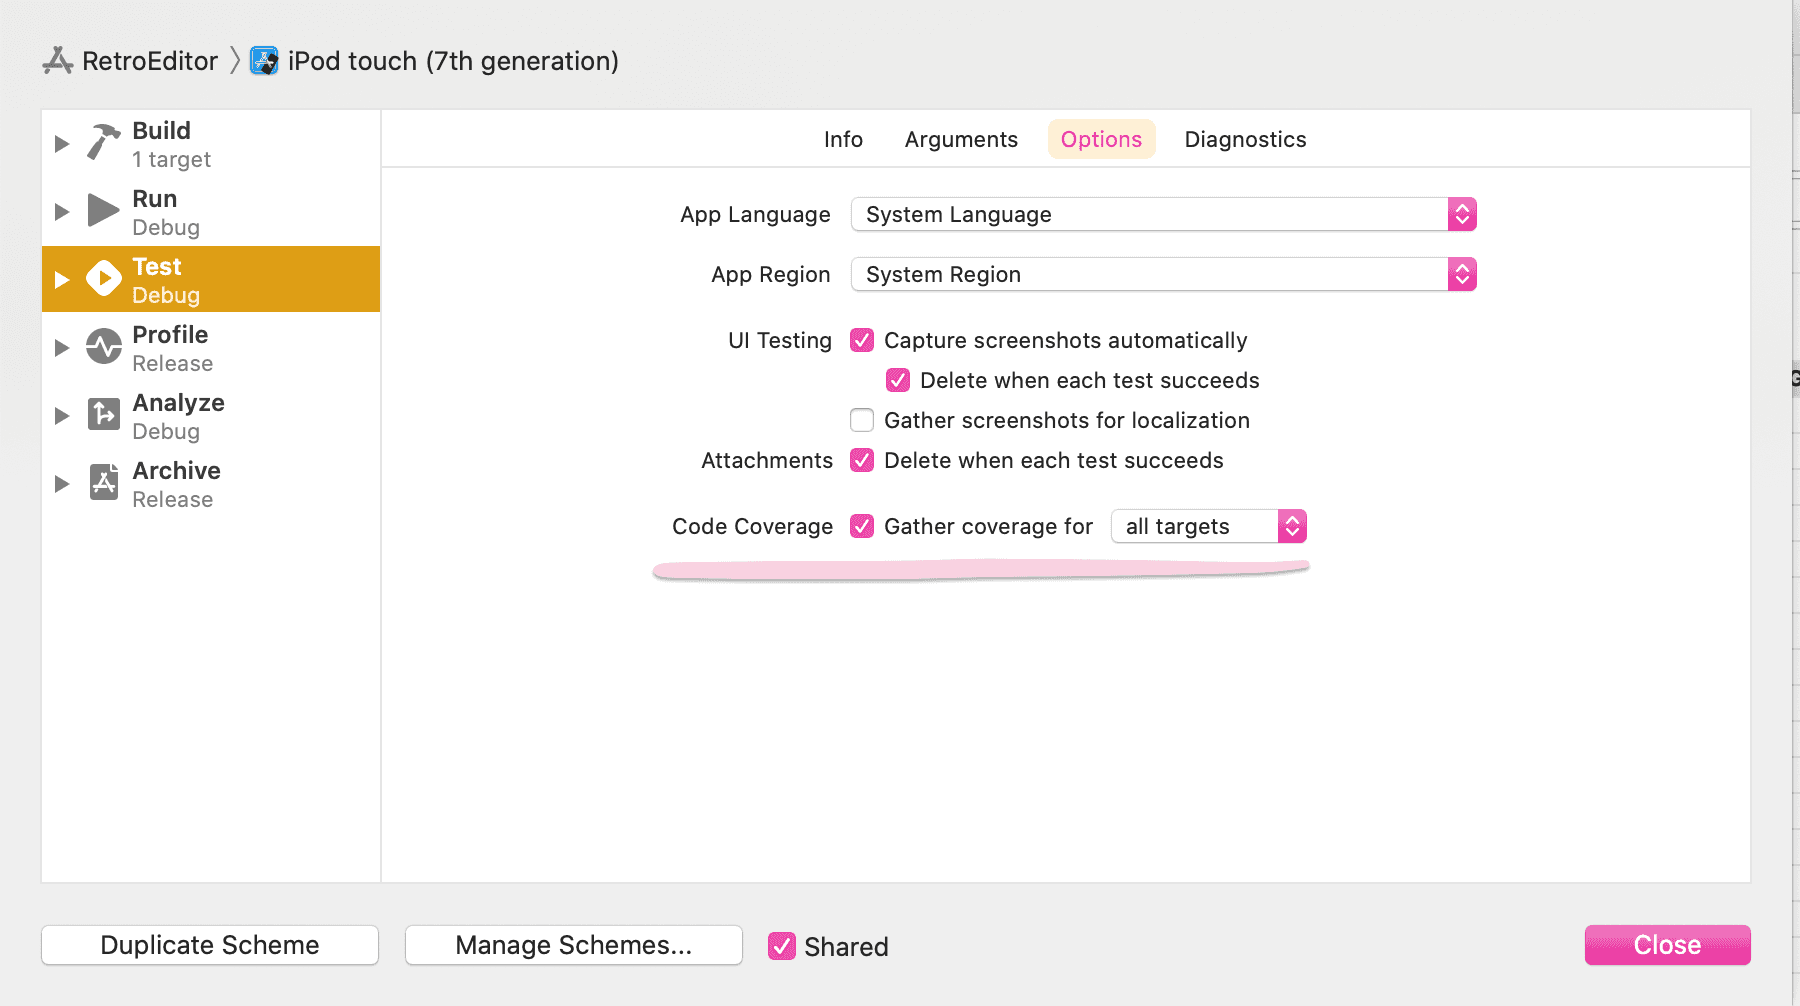 RetroEditor
iPod touch (7th generation)
Build
1 target
Run
Debug
Test
Debug
Profile
Release
Analyze
Debug
Archive
Release
Info Arguments Options Diagnostics
App Language System Language
App Region System Region
UI Testing Capture screenshots automatically
Delete when each test succeeds
Gather screenshots for localization
Attachments Delete when each test succeeds
Code Coverage Gather coverage for all targets
Duplicate Scheme Manage Schemes... Shared Close